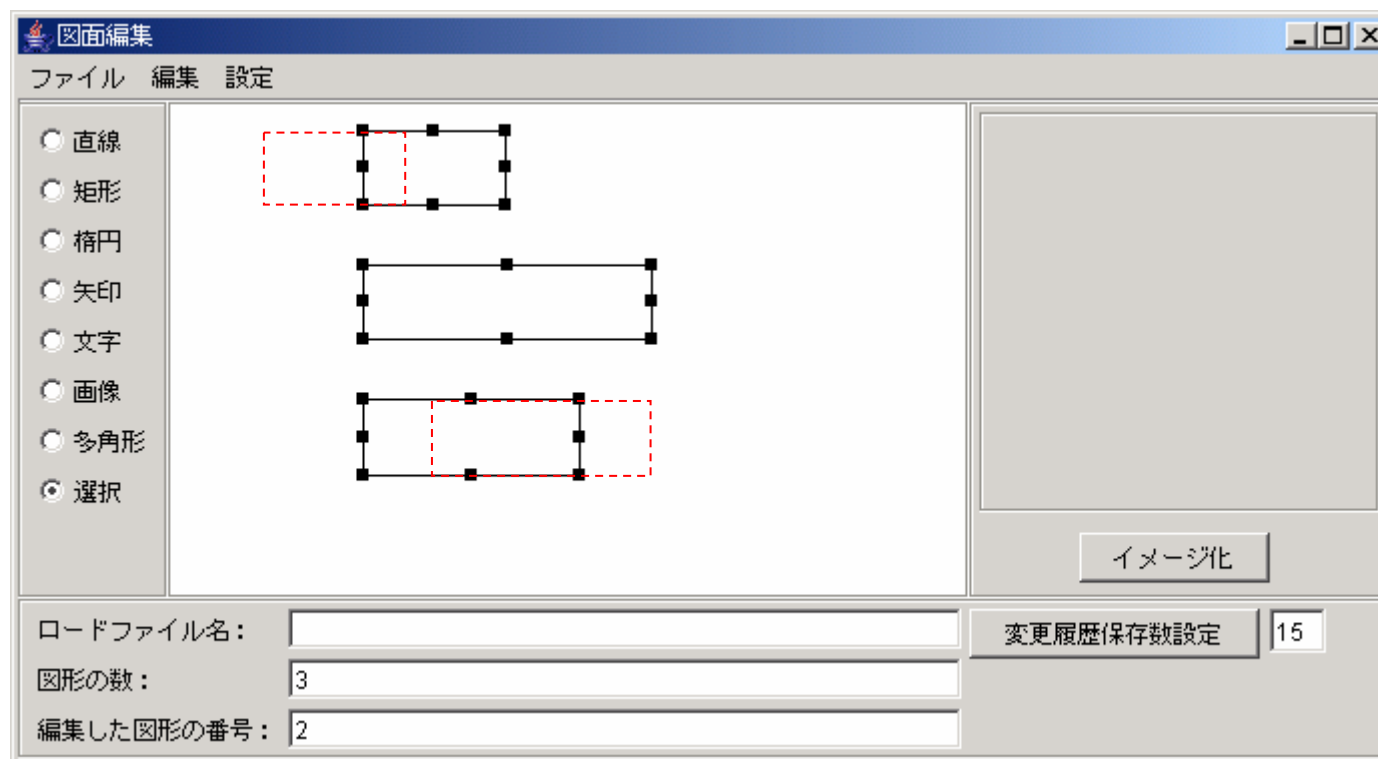 図面編集
ファイル 編集 設定
直線
矩形
楕円
矢印
文字
画像
多角形
選択
イメージ化
ロードファイル名： 変更履歴保存数設定 15
図形の数： 3
編集した図形の番号： 2